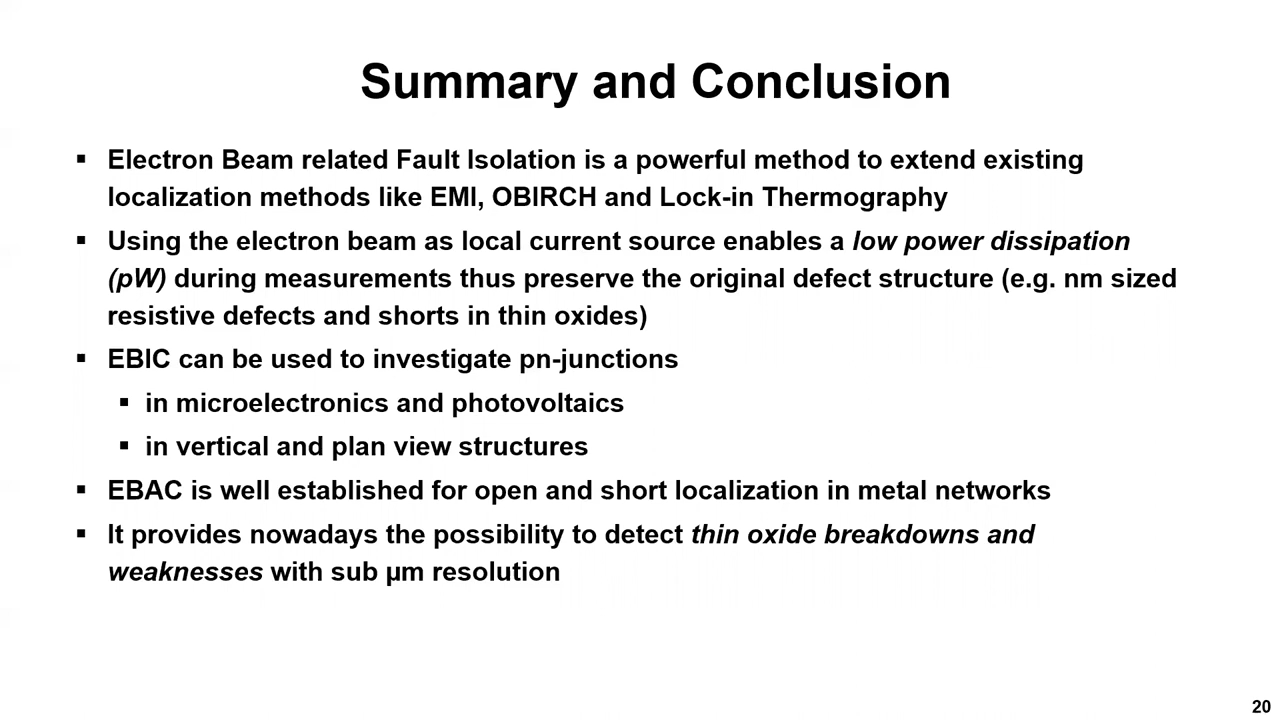 Summary and Conclusion
▪ Electron Beam related Fault Isolation is a powerful method to extend existing
localization methods like EMI, OBIRCH and Lock-in Thermography
▪ Using the electron beam as local current source enables a low power dissipation
(pW) during measurements thus preserve the original defect structure (e.g. nm sized
resistive defects and shorts in thin oxides)
▪ EBIC can be used to investigate pn-junctions
▪ in microelectronics and photovoltaics
▪ in vertical and plan view structures
▪ EBAC is well established for open and short localization in metal networks
▪ It provides nowadays the possibility to detect thin oxide breakdowns and
weaknesses with sub µm resolution
20